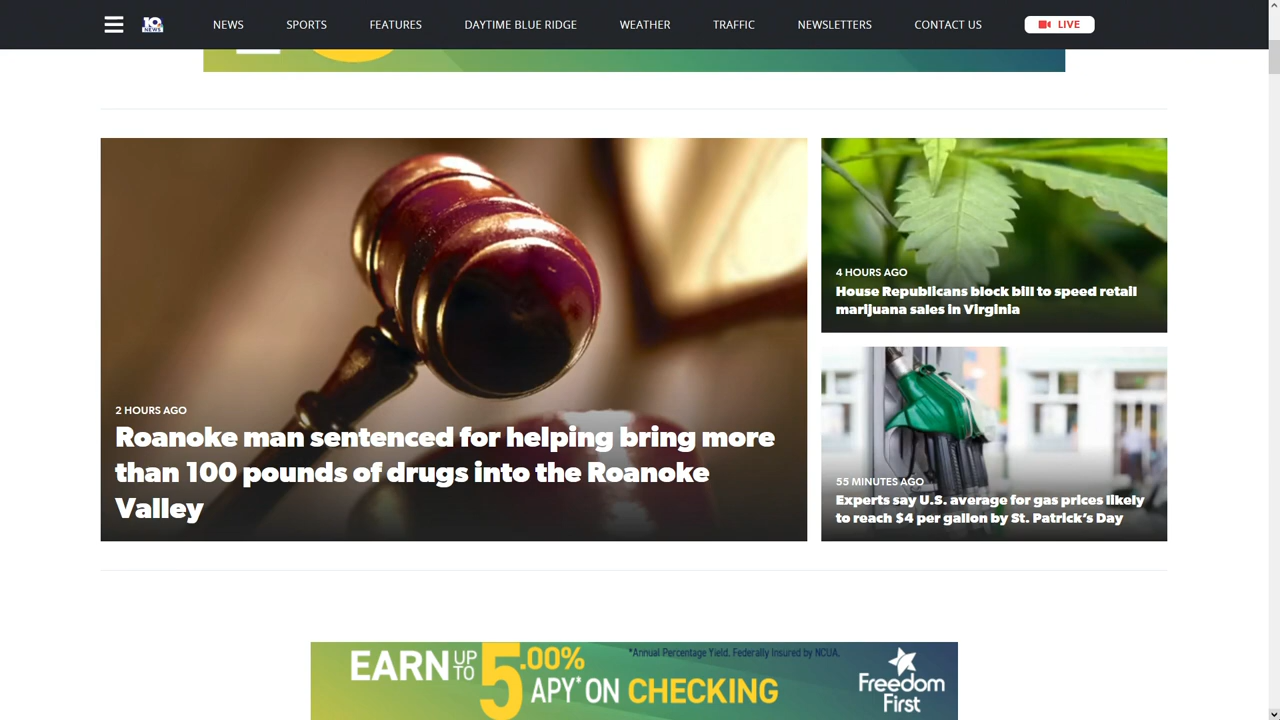 10
NEWS
NEWS SPORTS FEATURES DAYTIME BLUE RIDGE WEATHER TRAFFIC NEWSLETTERS CONTACT US LIVE
2 HOURS AGO
Roanoke man sentenced for helping bring more
than 100 pounds of drugs into the Roanoke
Valley
4 HOURS AGO
House Republicans block bill to speed retail
marijuana sales in Virginia
55 MINUTES AGO
Experts say U.S. average for gas prices likely
to reach $4 per gallon by St. Patrick's Day
EARN UP TO 5.00% APY* ON CHECKING
*Annual Percentage Yield, Federally Insured by NCUA.
Freedom
First